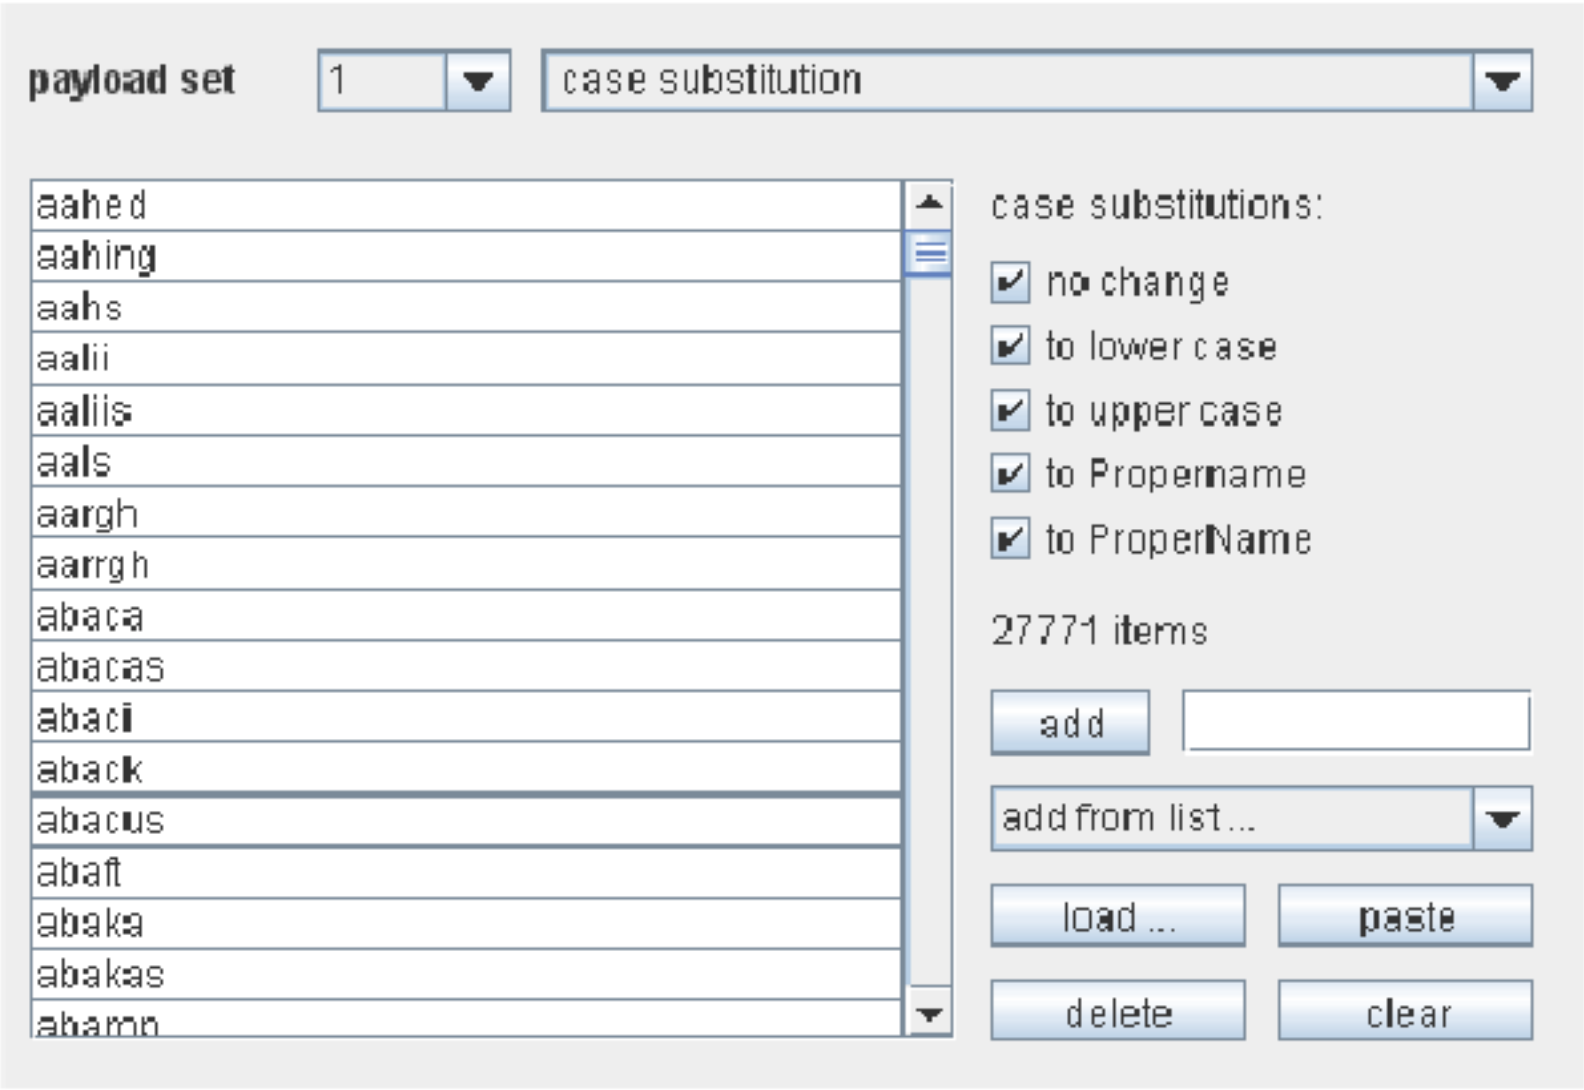 payload set 1 case substitution
aahed
aahing
aahs
aalii
aaliis
aals
aargh
aarrgh
abaca
abacas
abaci
aback
abacus
abaft
abaka
abakas
case substitutions:
no change
to lower case
to upper case
to Propername
to ProperName
27771 items
add
add from list ...
load ... paste
delete clear